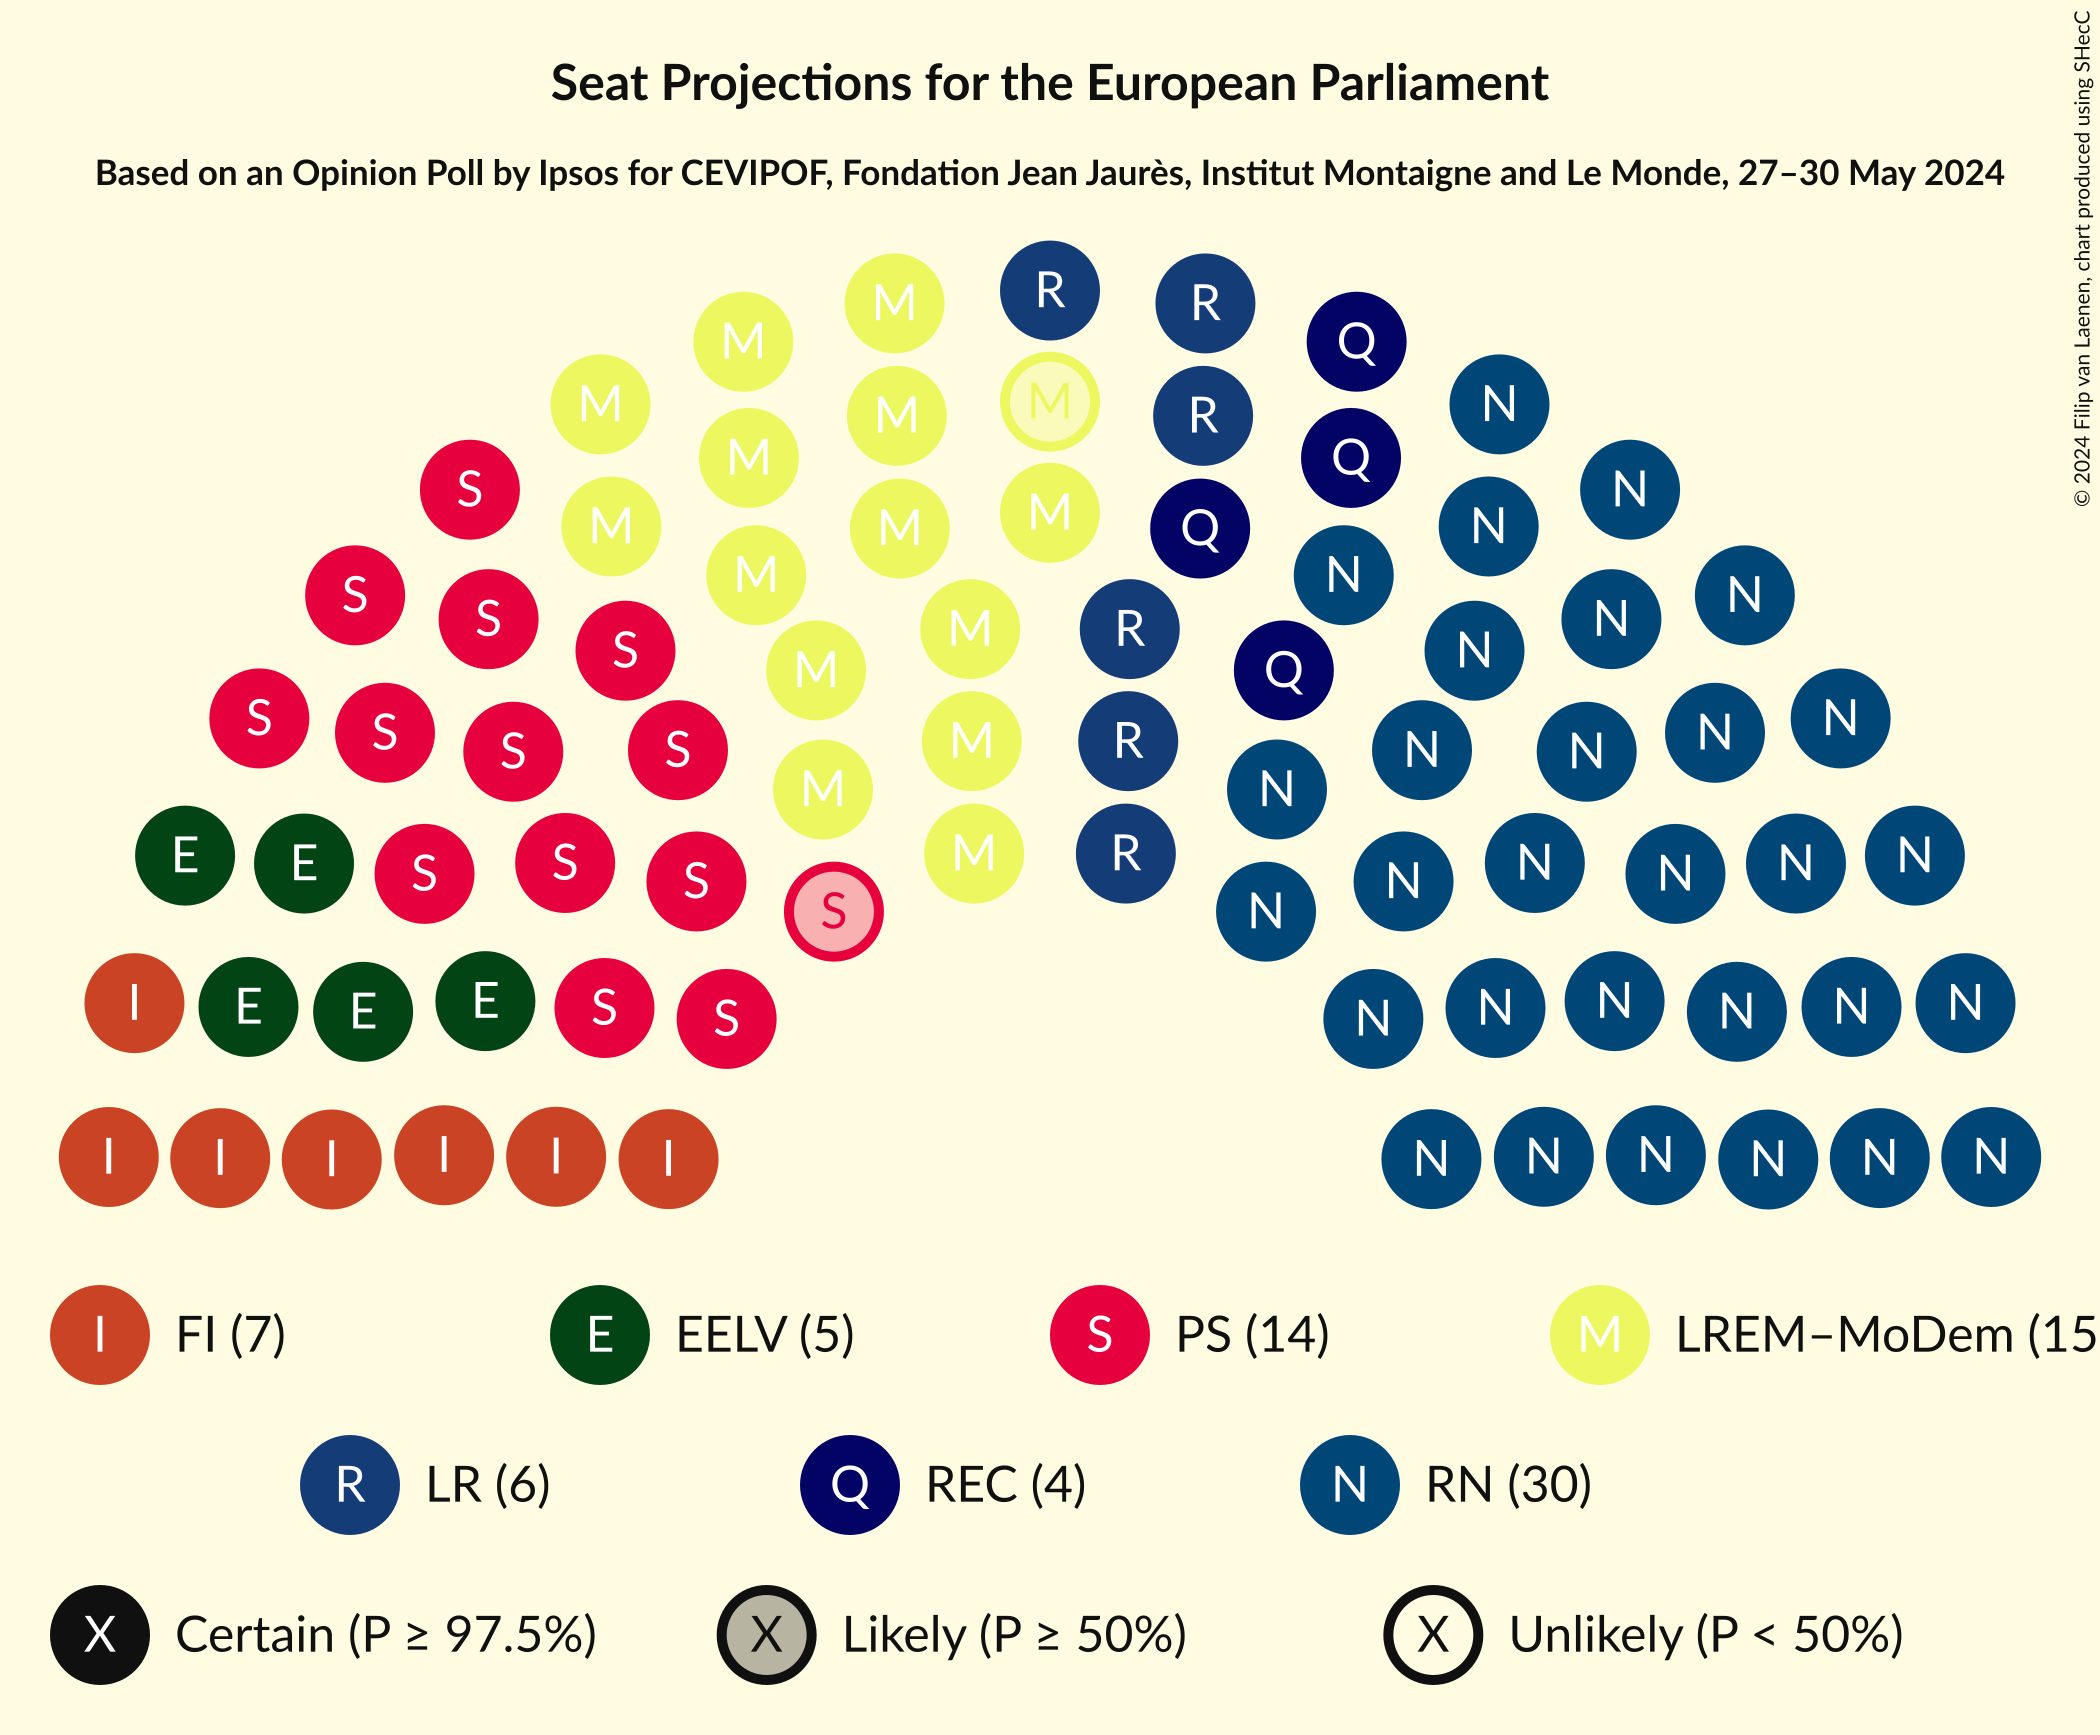 Seat Projections for the European Parliament
Based on an Opinion Poll by Ipsos for CEVIPOF, Fondation Jean Jaurès, Institut Montaigne and Le Monde, 27–30 May 2024
© 2024 Filip van Laenen, chart produced using SHecC
R
M R
M Q
M N
M
M R
M Q
S N
M
M N
M Q
M N
S N
S N
M R
S N
M Q
S N
S N
S N
S N
M R
S N
M N
M R
E N
E N
S N
S N
S N
S N
I N
E N
E N
E N
S N
S N
I I I I I I N N N N N N
I FI (7) E EELV (5) S PS (14) M LREM–MoDem (15
R LR (6) Q REC (4) N RN (30)
X Certain (P ≥ 97.5%) X Likely (P ≥ 50%) X Unlikely (P < 50%)